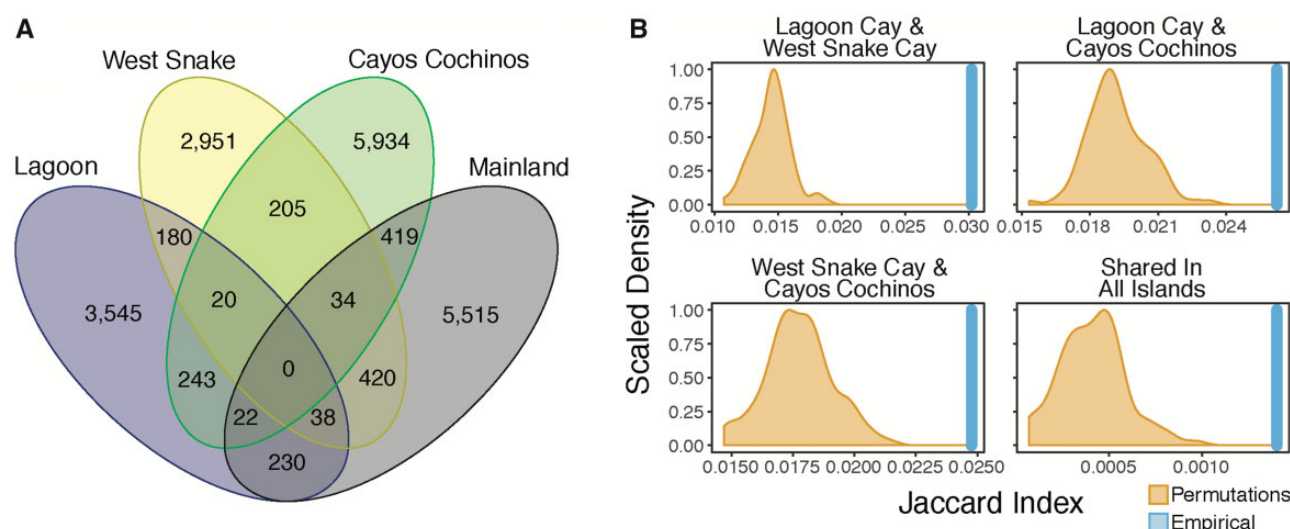 A
West Snake
Cayos Cochinos
Lagoon
Mainland
2,951
5,934
205
180
419
3,545
20
34
5,515
0
243
420
22
38
230
B
Lagoon Cay &
West Snake Cay
Lagoon Cay &
Cayos Cochinos
Scaled Density
1.00
0.75
0.50
0.25
0.00
0.010 0.015 0.020 0.025 0.030
0.015 0.018 0.021 0.024
West Snake Cay &
Cayos Cochinos
Shared In
All Islands
1.00
0.75
0.50
0.25
0.00
0.0150 0.0175 0.0200 0.0225 0.0250
0.0005 0.0010
Jaccard Index
Permutations
Empirical